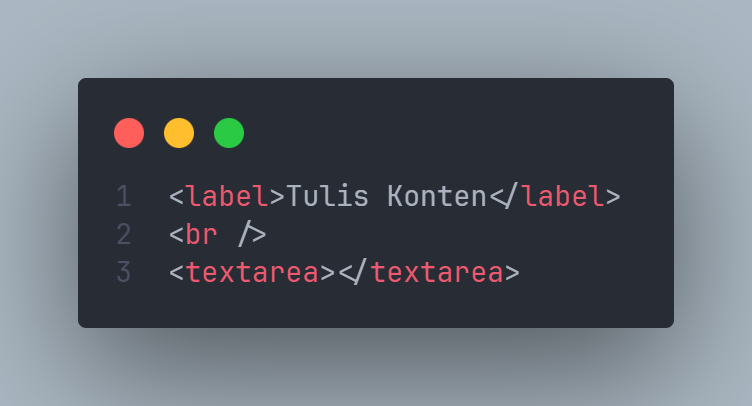 1 <label>Tulis Konten</label>
2 <br />
3 <textarea></textarea>